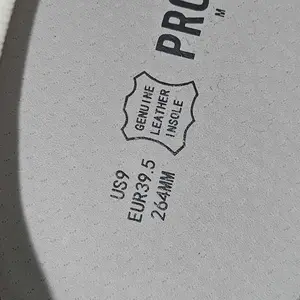 PRO
M
GENUINE
LEATHER
INSOLE
US9
EUR39.5
264MM